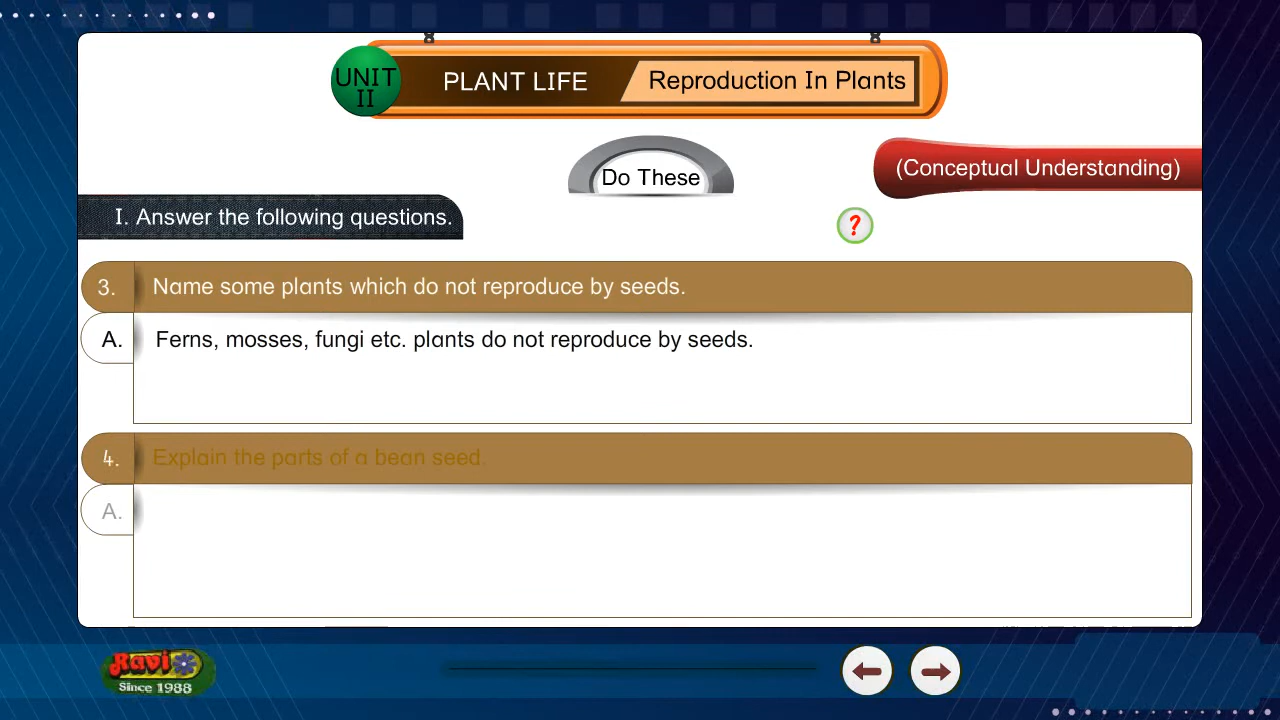 UNIT
II
PLANT LIFE
Reproduction In Plants
Do These
(Conceptual Understanding)
I. Answer the following questions.
?
3. Name some plants which do not reproduce by seeds.
A. Ferns, mosses, fungi etc. plants do not reproduce by seeds.
4. Explain the parts of a bean seed.
A.
Ravi
Since 1988